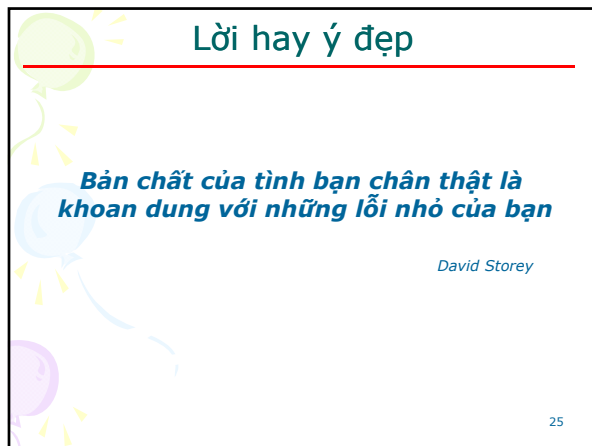 Lời hay ý đẹp
Bản chất của tình bạn chân thật là
khoan dung với những lỗi nhỏ của bạn
David Storey
25